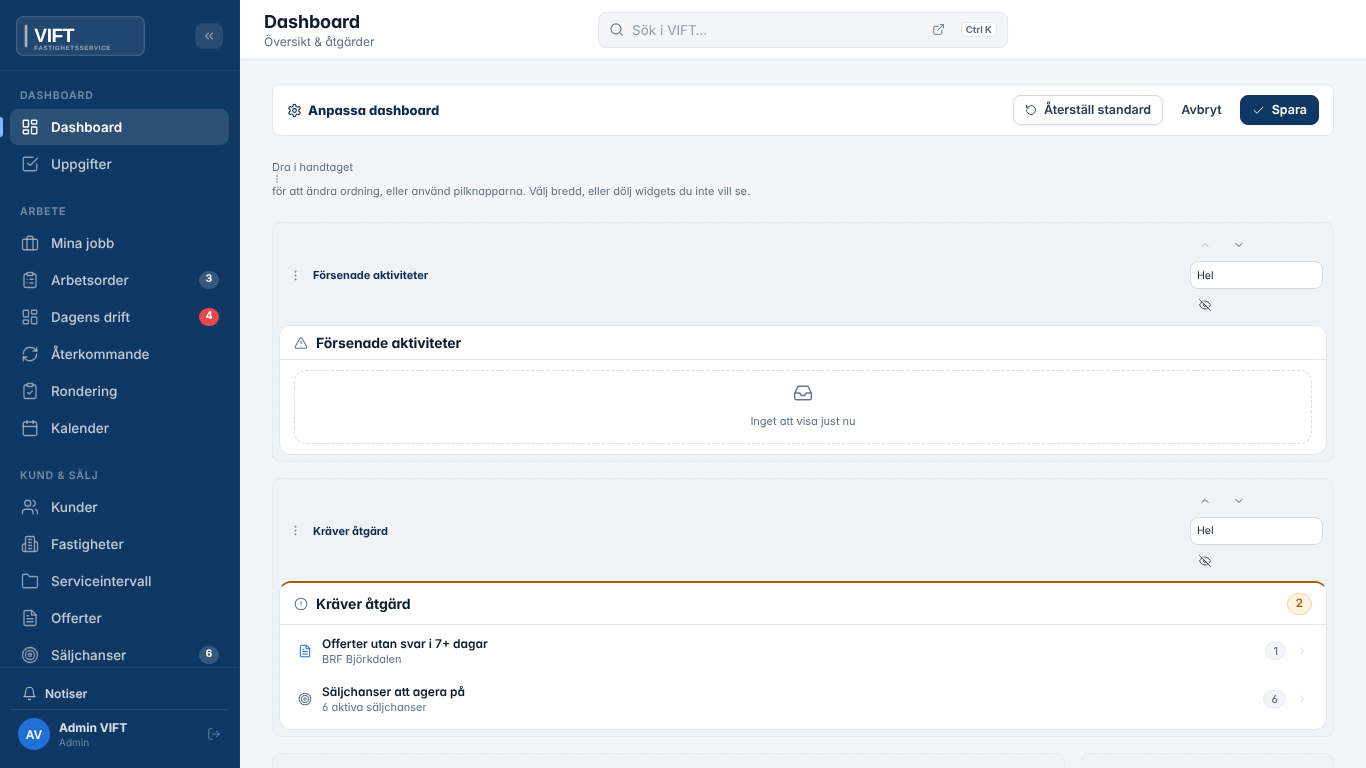 VIFT
FASTIGHETSSERVICE
DASHBOARD
Dashboard
Uppgifter
ARBETE
Mina jobb
Arbetsorder 3
Dagens drift 4
Återkommande
Rondering
Kalender
KUND & SÄLJ
Kunder
Fastigheter
Serviceintervall
Offerter
Säljchanser 6
Notiser
AV
Admin VIFT
Admin
Dashboard
Översikt & åtgärder
Sök i VIFT... Ctrl K
Anpassa dashboard
Återställ standard Avbryt Spara
Dra i handtaget
för att ändra ordning, eller använd pilknapparna. Välj bredd, eller dölj widgets du inte vill se.
Försenade aktiviteter
Hel
Försenade aktiviteter
Inget att visa just nu
Kräver åtgärd
Hel
Kräver åtgärd 2
Offerter utan svar i 7+ dagar
BRF Björkdalen
1
Säljchanser att agera på
6 aktiva säljchanser
6